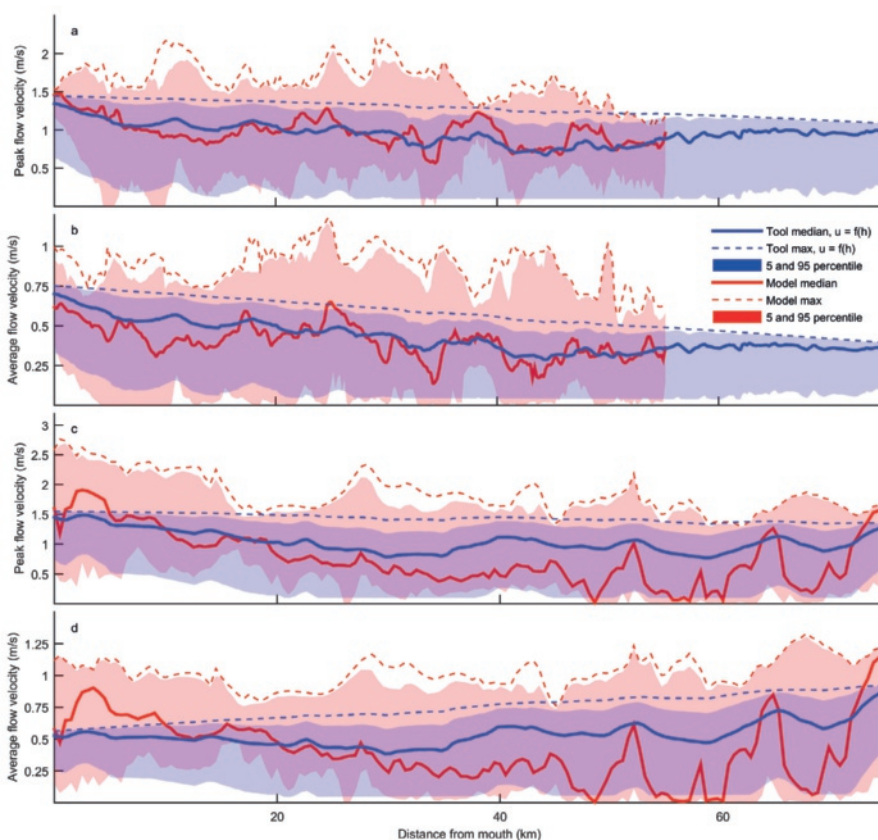 a
Peak flow velocity (m/s)
2
1.5
1
0.5
b
Average flow velocity (m/s)
1
0.75
0.5
0.25
Tool median, u = f(h)
Tool max, u = f(h)
5 and 95 percentile
Model median
Model max
5 and 95 percentile
c
Peak flow velocity (m/s)
3
2.5
2
1.5
1
0.5
d
Average flow velocity (m/s)
1.25
1
0.75
0.5
0.25
20
40
60
Distance from mouth (km)